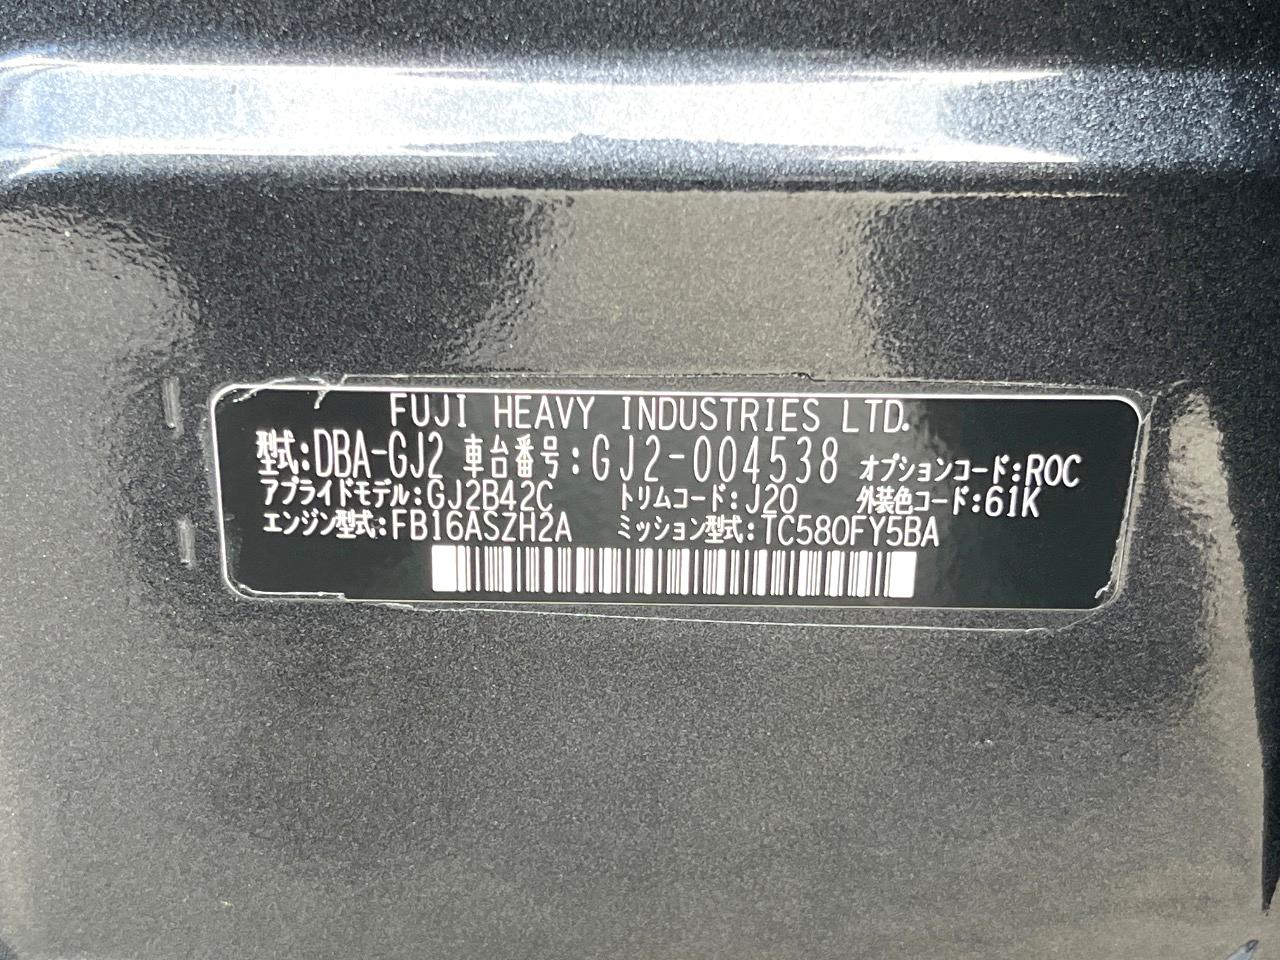 FUJI HEAVY INDUSTRIES LTD.
型式:DBA-GJ2 車台番号:GJ2-004538 オプションコード:ROC
アプライドモデル:GJ2B42C トリムコード:J20 外装色コード:61K
エンジン型式:FB16ASZH2A ミッション型式:TC580FY5BA